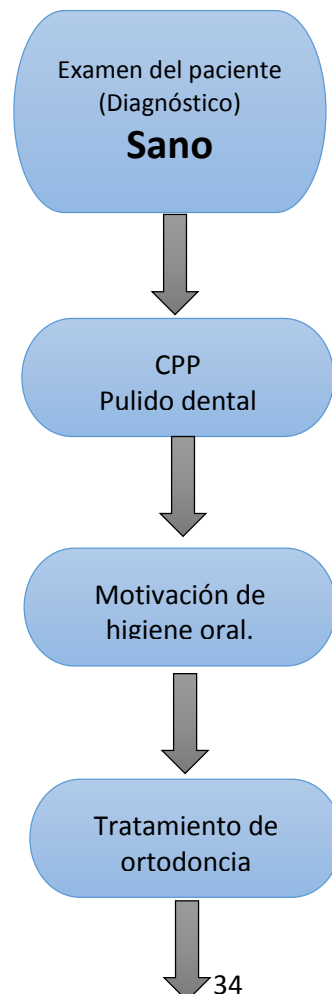 Examen del paciente
(Diagnóstico)
Sano
CPP
Pulido dental
Motivación de
higiene oral.
Tratamiento de
ortodoncia
34